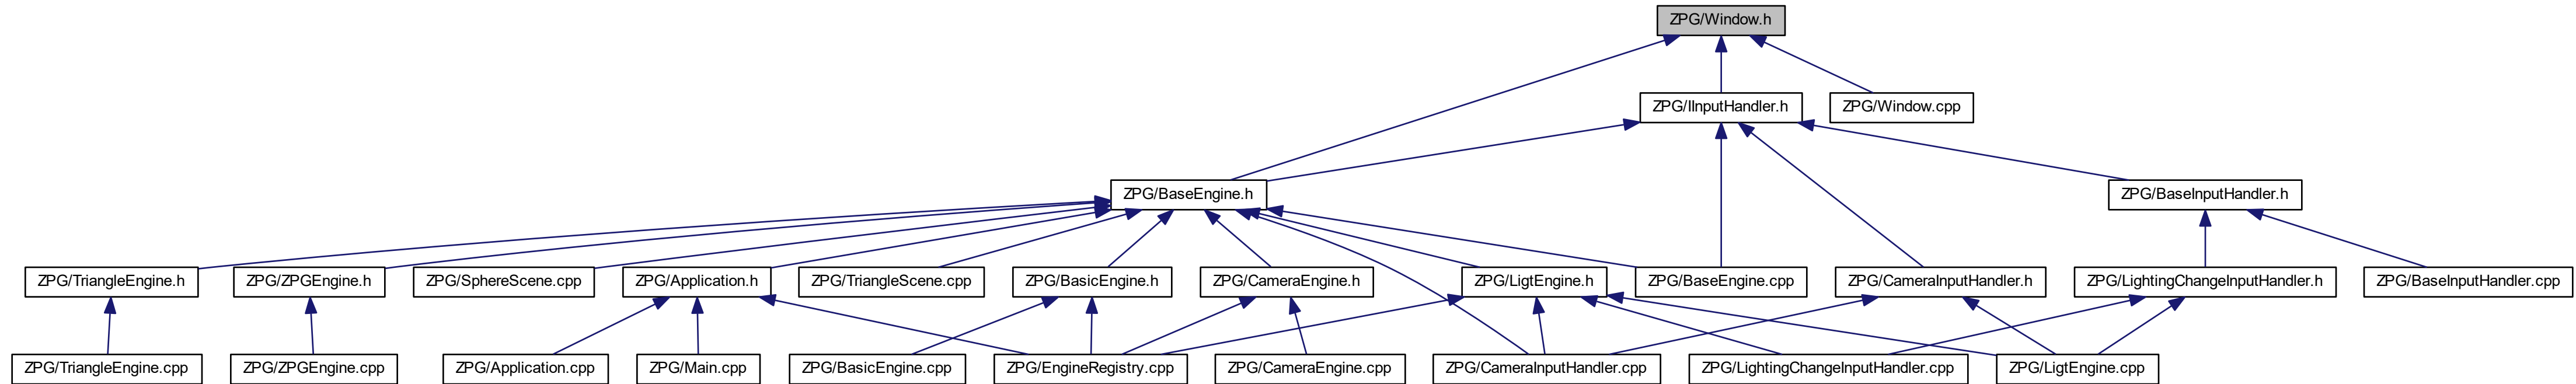 ZPG/Window.h
ZPG/IInputHandler.h
ZPG/Window.cpp
ZPG/BaseEngine.h
ZPG/BaseInputHandler.h
ZPG/TriangleEngine.h
ZPG/ZPGEngine.h
ZPG/SphereScene.cpp
ZPG/Application.h
ZPG/TriangleScene.cpp
ZPG/BasicEngine.h
ZPG/CameraEngine.h
ZPG/LigtEngine.h
ZPG/BaseEngine.cpp
ZPG/CameraInputHandler.h
ZPG/LightingChangeInputHandler.h
ZPG/BaseInputHandler.cpp
ZPG/TriangleEngine.cpp
ZPG/ZPGEngine.cpp
ZPG/Application.cpp
ZPG/Main.cpp
ZPG/BasicEngine.cpp
ZPG/EngineRegistry.cpp
ZPG/CameraEngine.cpp
ZPG/CameraInputHandler.cpp
ZPG/LightingChangeInputHandler.cpp
ZPG/LigtEngine.cpp